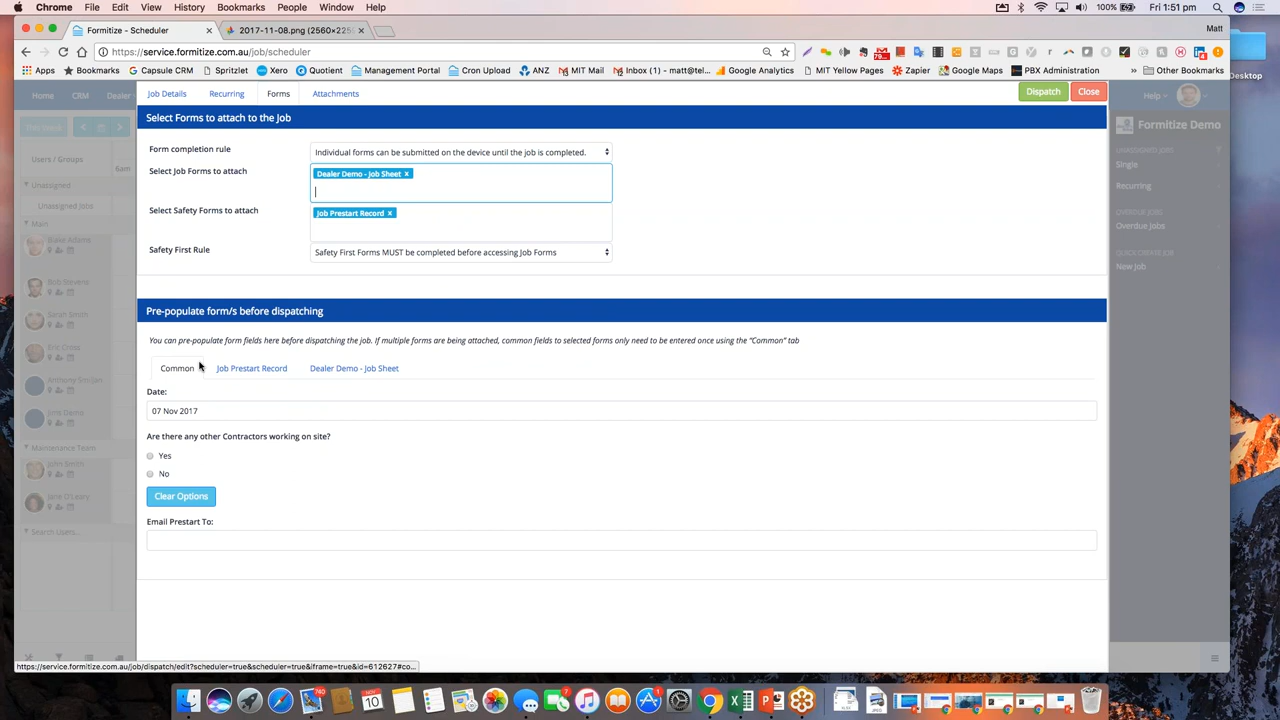 Chrome File Edit View History Bookmarks People Window Help
100% Fri 1:51 pm
Formitize - Scheduler
2017-11-08.png (2560×225
Matt
https://service.formitize.com.au/job/scheduler
Apps Bookmarks Capsule CRM Spritzlet Xero Quotient Management Portal Cron Upload ANZ MIT Mail Inbox (1) - matt@tel... Google Analytics MIT Yellow Pages Zapier Google Maps PBX Administration » Other Bookmarks
Desktop
Home CRM Dealer
Job Details Recurring Forms Attachments Dispatch Close
Help
Select Forms to attach to the Job
Formitize Demo
Users / Groups
6am
Form completion rule
Individual forms can be submitted on the device until the job is completed.
Select Job Forms to attach
Dealer Demo - Job Sheet x
Select Safety Forms to attach
Job Prestart Record x
Safety First Rule
Safety First Forms MUST be completed before accessing Job Forms
Unassigned
Unassigned Jobs
Main
Blake Adams
Bob Stevens
Sarah Smith
Eric Cross
Maintenance Team
John Smith
Jane O'Leary
Search Users...
UNASSIGNED JOBS
Single
Recurring
OVERDUE JOBS
Overdue Jobs
QUICK CREATE JOB
New Job
Pre-populate form/s before dispatching
You can pre-populate form fields here before dispatching the job. If multiple forms are being attached, common fields to selected forms only need to be entered once using the "Common" tab
Common Job Prestart Record Dealer Demo - Job Sheet
Date:
07 Nov 2017
Are there any other Contractors working on site?
Yes
No
Clear Options
Email Prestart To:
https://service.formitize.com.au/job/dispatch/edit?scheduler=true&scheduler=true&iframe=true&id=612627#co...